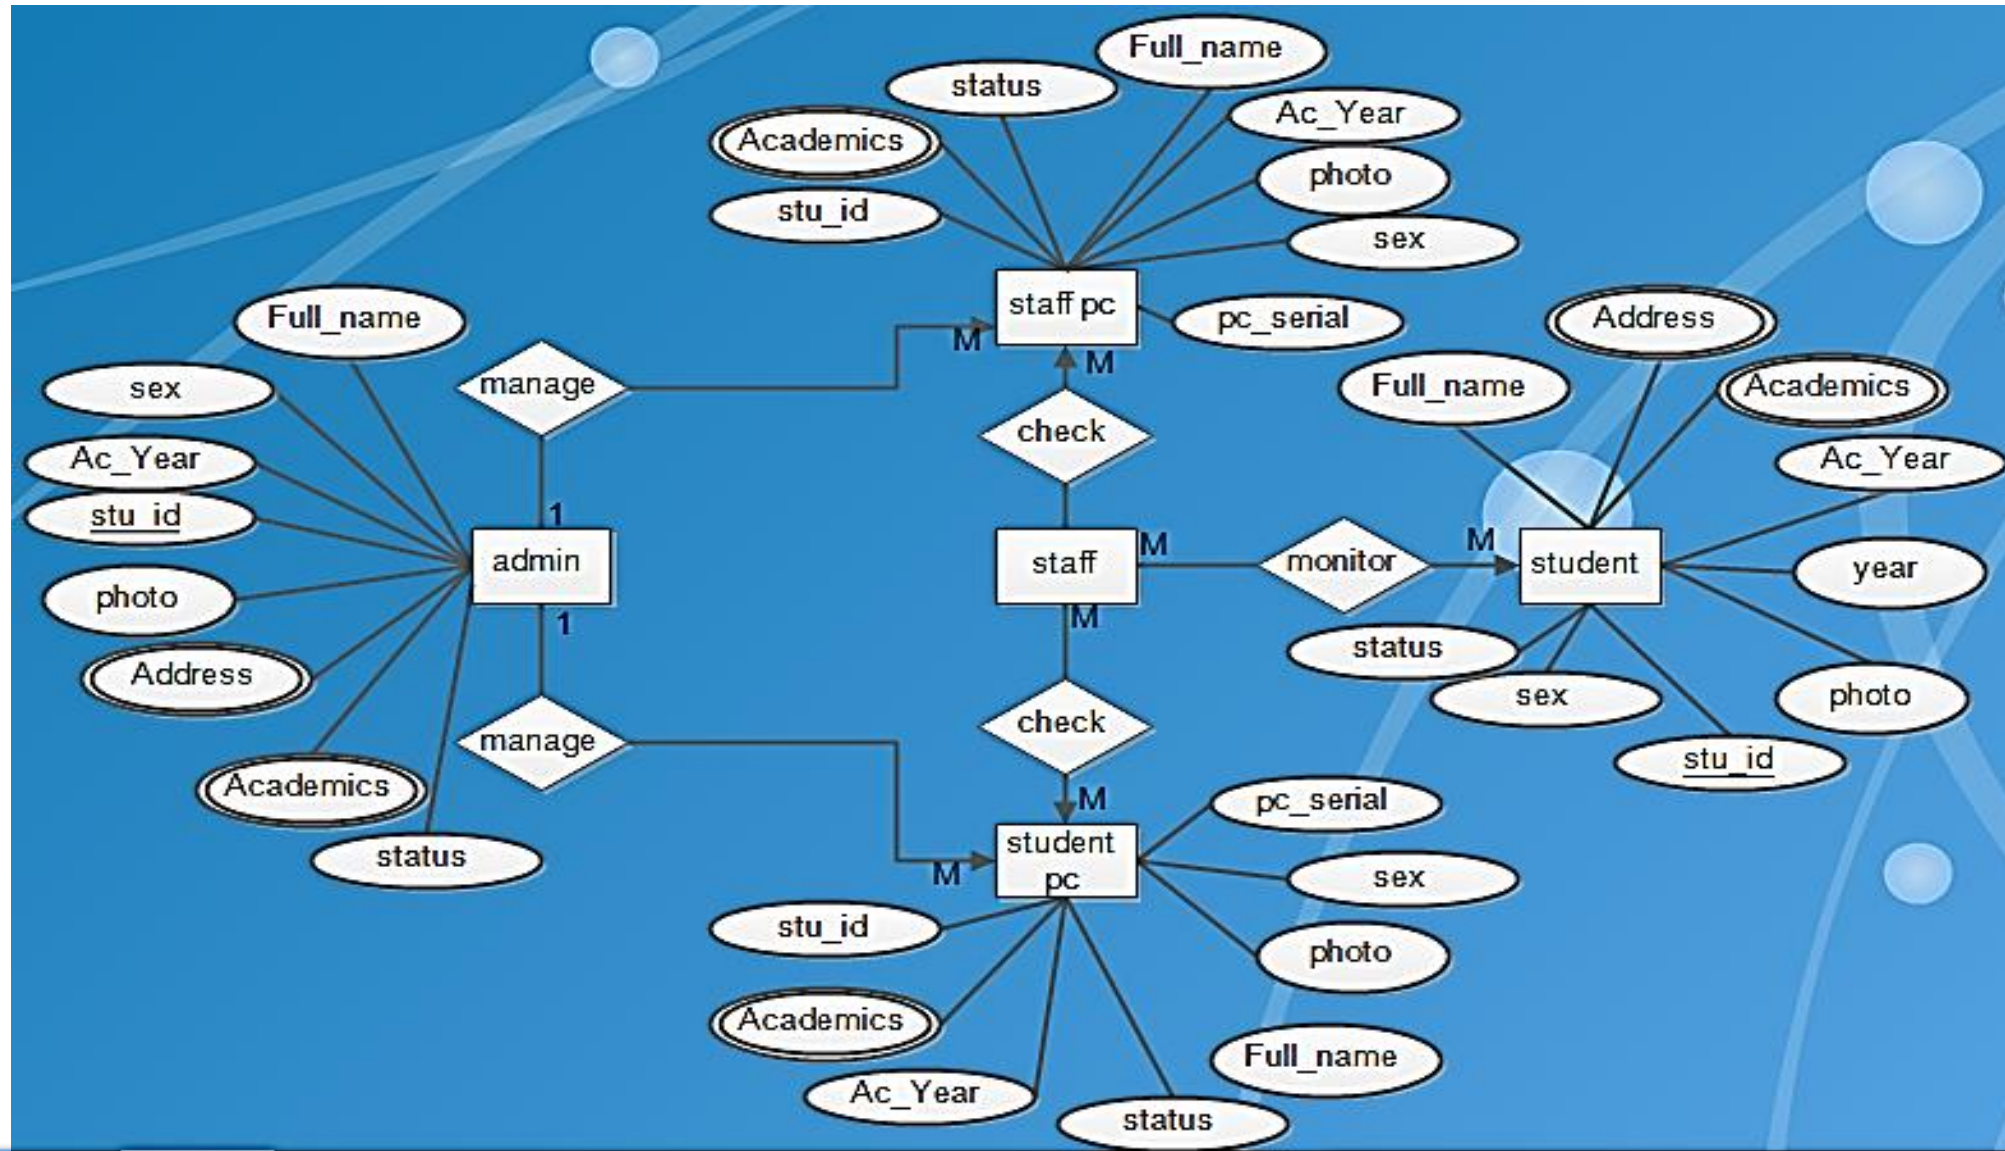 Full_name
status
Ac_Year
Academics
photo
stu_id
sex
staff pc
pc_serial
M
M
manage
check
Full_name
sex
Ac_Year
stu_id
photo
Address
Academics
status
1
admin
1
manage
staff
M
M
monitor
M
student
Address
Full_name
Academics
Ac_Year
year
photo
status
sex
stu_id
check
M
M
student
pc
pc_serial
sex
photo
Full_name
stu_id
Academics
Ac_Year
status